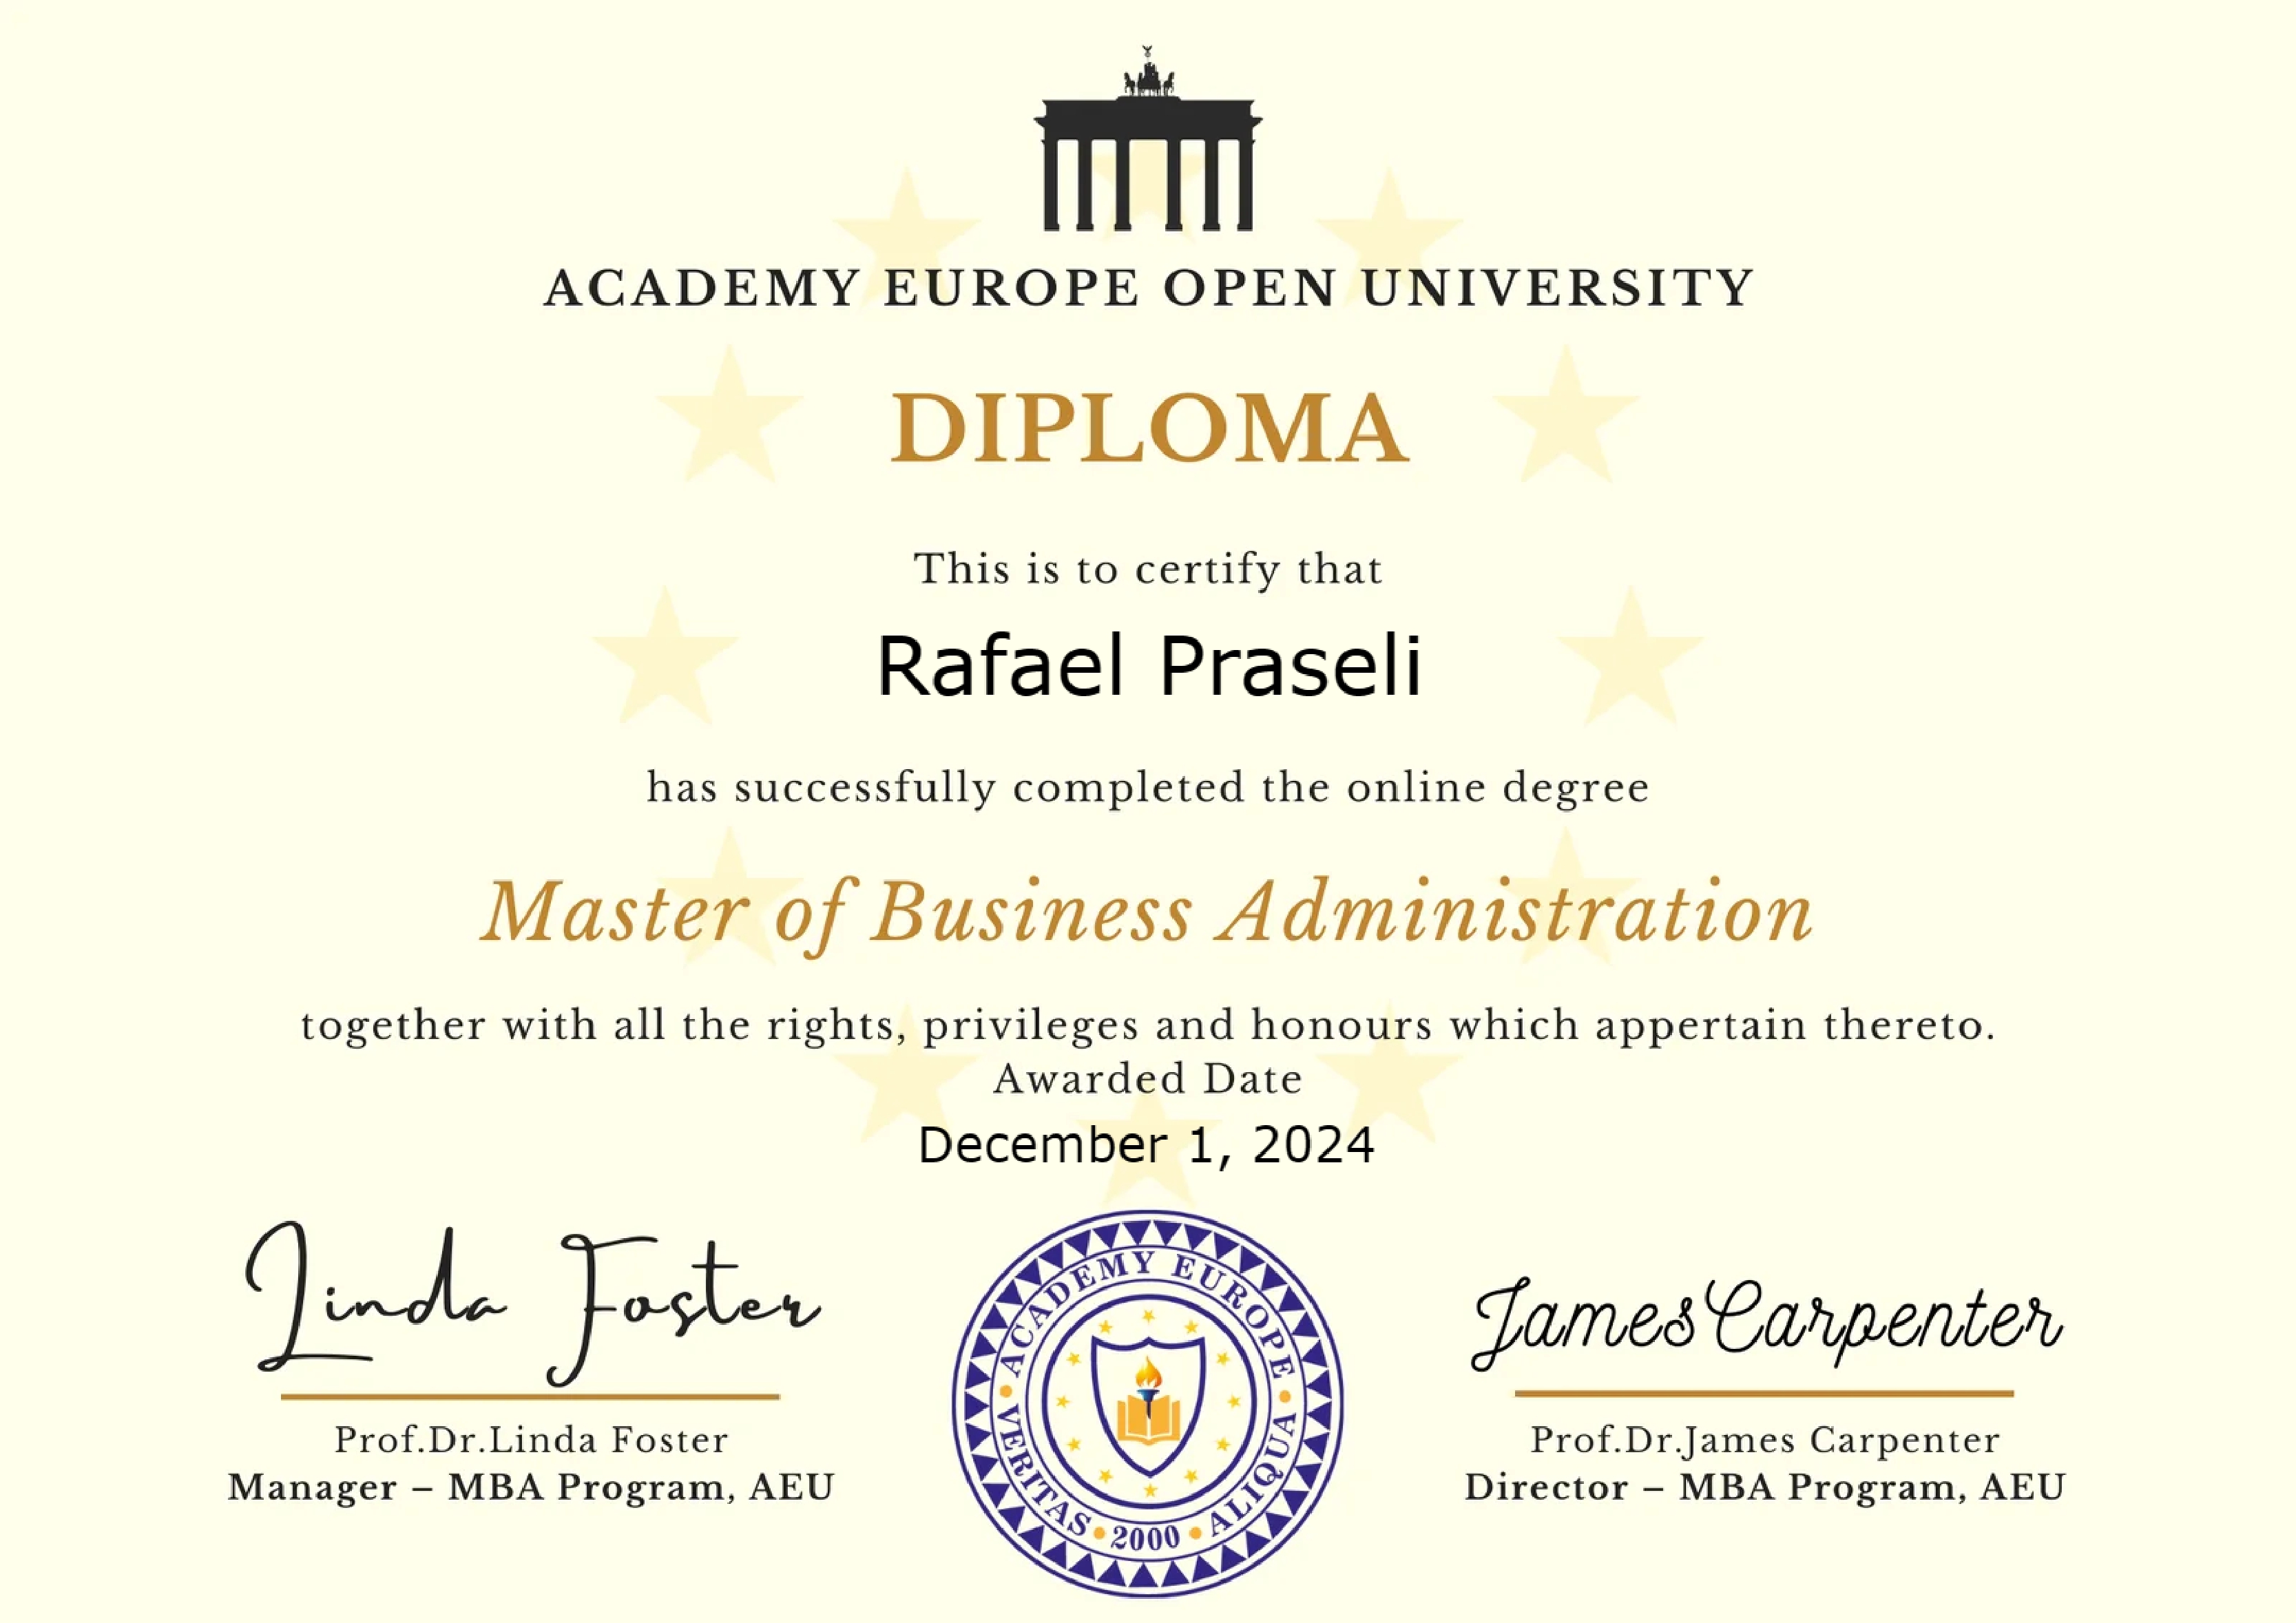 ACADEMY EUROPE OPEN UNIVERSITY
DIPLOMA
This is to certify that
Rafael Praseli
has successfully completed the online degree
Master of Business Administration
together with all the rights, privileges and honours which appertain thereto.
Awarded Date
December 1, 2024
Linda Foster
Prof.Dr.Linda Foster
Manager – MBA Program, AEU
ACADEMY EUROPE
VERITAS • 2000 • ALIQUA
James Carpenter
Prof.Dr.James Carpenter
Director – MBA Program, AEU